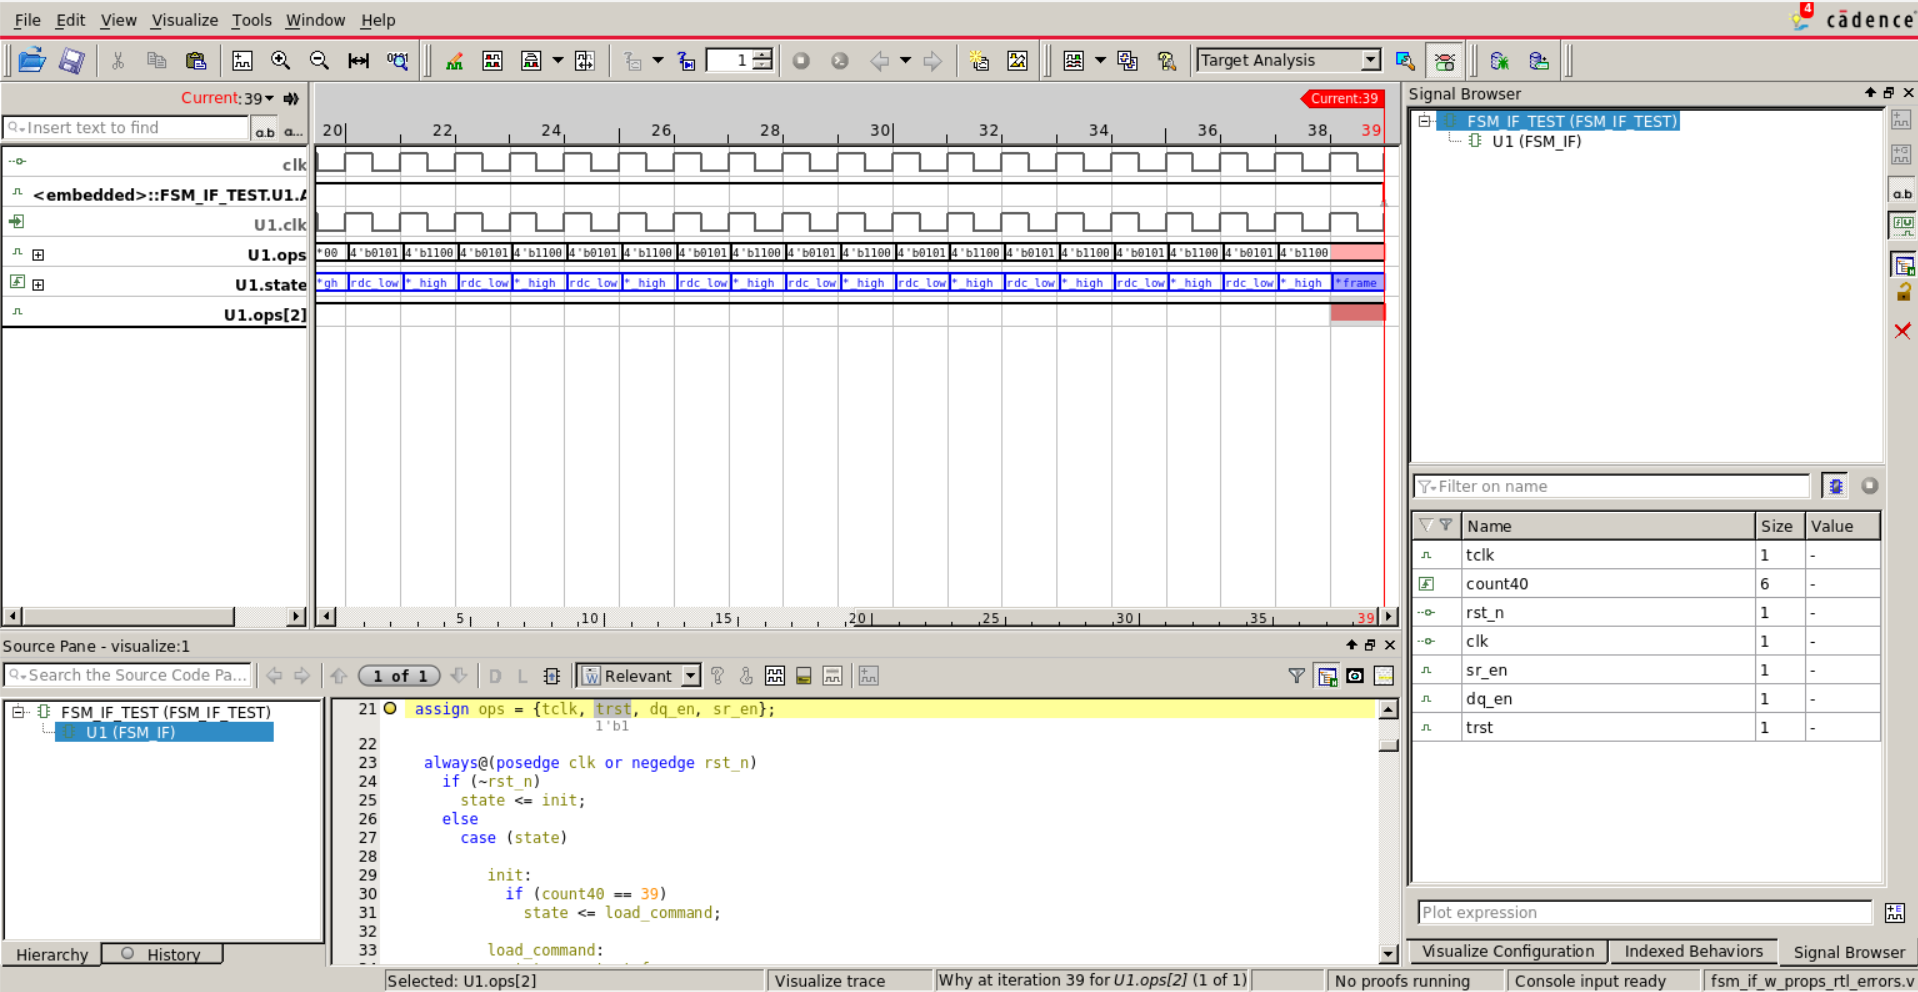 File Edit View Visualize Tools Window Help
4 cādence
1 Target Analysis
Current:39
Insert text to find a.b a...
Current:39
20 22 24 26 28 30 32 34 36 38 39
clk
<embedded>::FSM_IF_TEST.U1.A
U1.clk
U1.ops
*00 4'b0101 4'b1100 4'b0101 4'b1100 4'b0101 4'b1100 4'b0101 4'b1100 4'b0101 4'b1100 4'b0101 4'b1100 4'b0101 4'b1100 4'b0101 4'b1100 4'b0101 4'b1100
U1.state
*gh rdc_low *_high rdc_low *_high rdc_low *_high rdc_low *_high rdc_low *_high rdc_low *_high rdc_low *_high rdc_low *_high rdc_low *_high *frame
U1.ops[2]
5 10 15 20 25 30 35 39
Signal Browser
FSM_IF_TEST (FSM_IF_TEST)
U1 (FSM_IF)
a.b
Filter on name
Name Size Value
tclk 1 -
count40 6 -
rst_n 1 -
clk 1 -
sr_en 1 -
dq_en 1 -
trst 1 -
Plot expression
Visualize Configuration Indexed Behaviors Signal Browser
Source Pane - visualize:1
Search the Source Code Pa... 1 of 1 D L Relevant
FSM_IF_TEST (FSM_IF_TEST)
U1 (FSM_IF)
Hierarchy History
21 assign ops = {tclk, trst, dq_en, sr_en};
1'b1
22
23 always@(posedge clk or negedge rst_n)
24 if (~rst_n)
25 state <= init;
26 else
27 case (state)
28
29 init:
30 if (count40 == 39)
31 state <= load_command;
32
33 load_command:
Selected: U1.ops[2] Visualize trace Why at iteration 39 for U1.ops[2] (1 of 1) No proofs running Console input ready fsm_if_w_props_rtl_errors.v